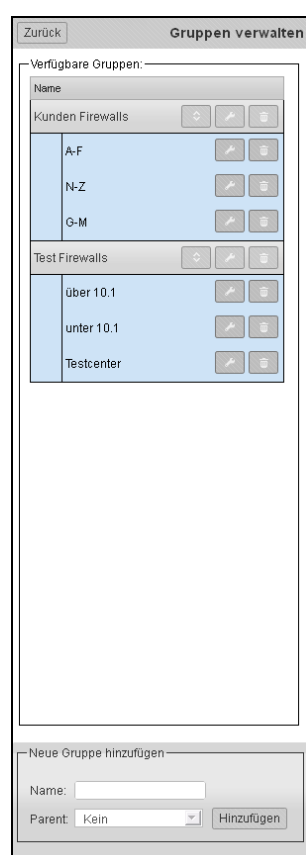 Zurück Gruppen verwalten
Verfügbare Gruppen:
Name
Kunden Firewalls
A-F
N-Z
G-M
Test Firewalls
über 10.1
unter 10.1
Testcenter
Neue Gruppe hinzufügen
Name:
Parent: Kein Hinzufügen